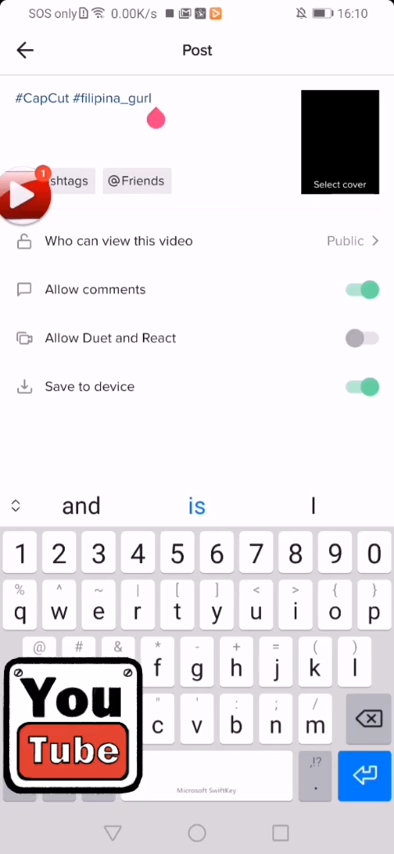 SOS only 0.00K/s 16:10
Post
#CapCut #filipina_gurl
Select cover
1
shtags @Friends
Who can view this video Public
Allow comments
Allow Duet and React
Save to device
and is I
1 2 3 4 5 6 7 8 9 0
% ^ ~ | [ ] < > { }
q w e r t y u i o p
@ # & * - + = ( )
f g h j k l
" ' : ; /
c v b n m
You
Tube
,!?
.
Microsoft SwiftKey